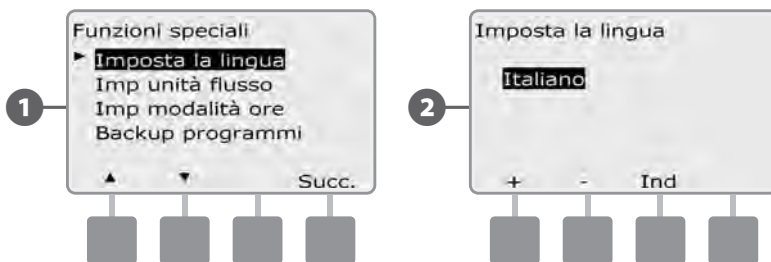 1
Funzioni speciali
► Imposta la lingua
Imp unità flusso
Imp modalità ore
Backup programmi
▲ ▼ Succ.
2
Imposta la lingua
Italiano
+ - Ind